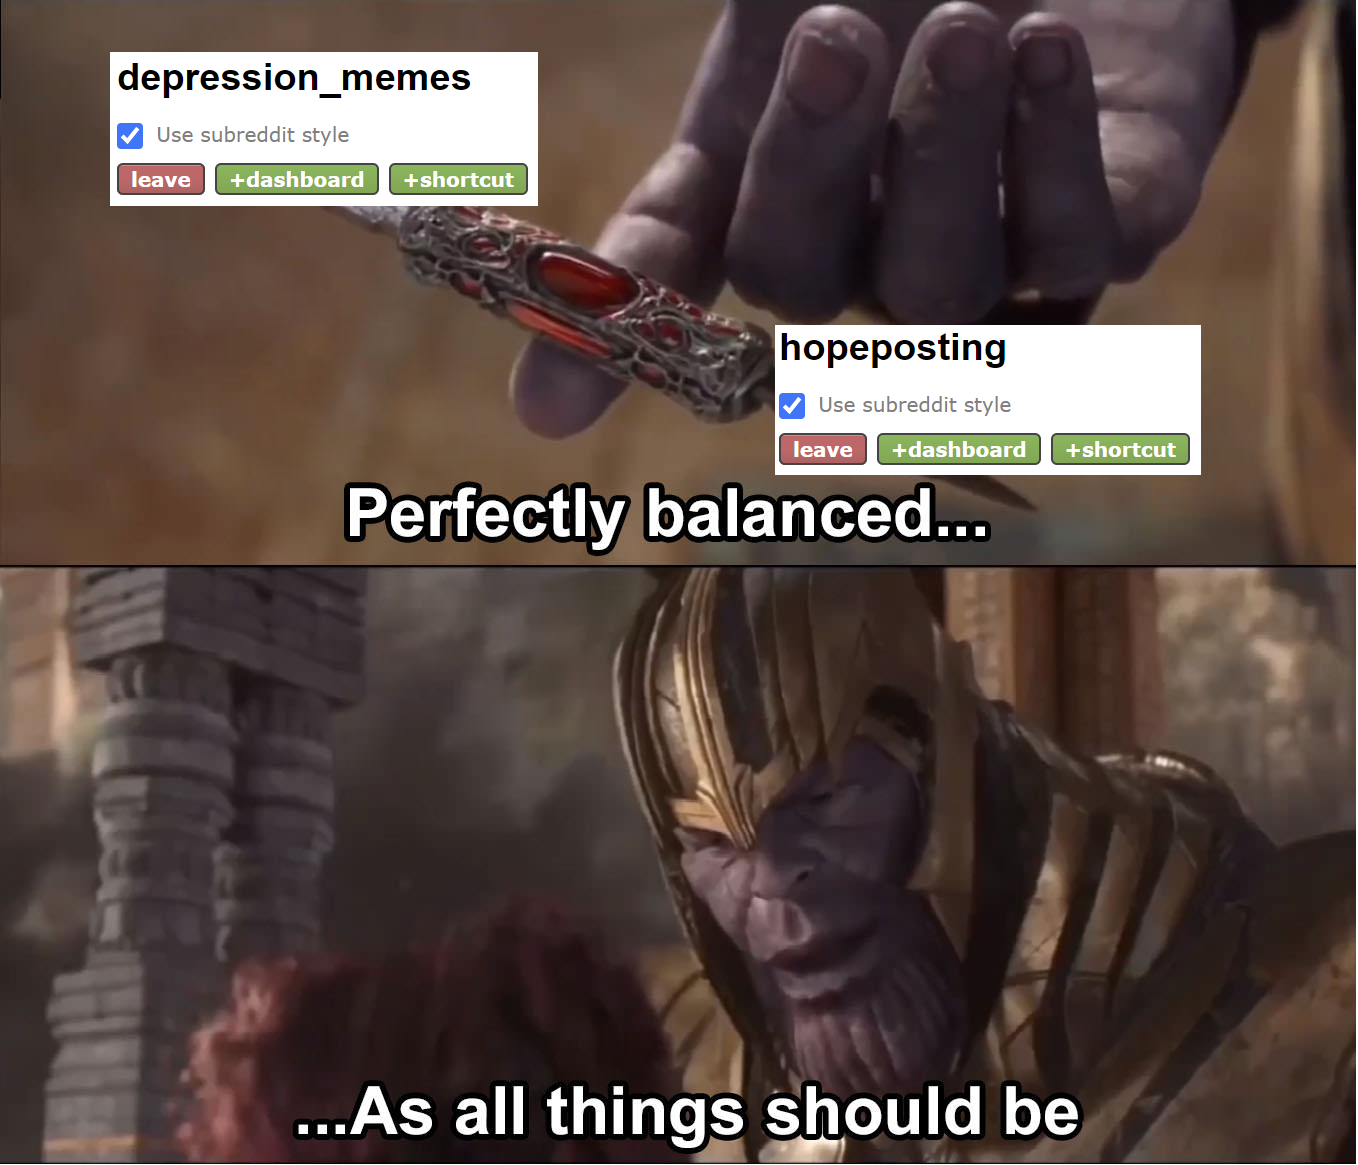 depression_memes
Use subreddit style
leave +dashboard +shortcut
hopeposting
Use subreddit style
leave +dashboard +shortcut
Perfectly balanced...
...As all things should be